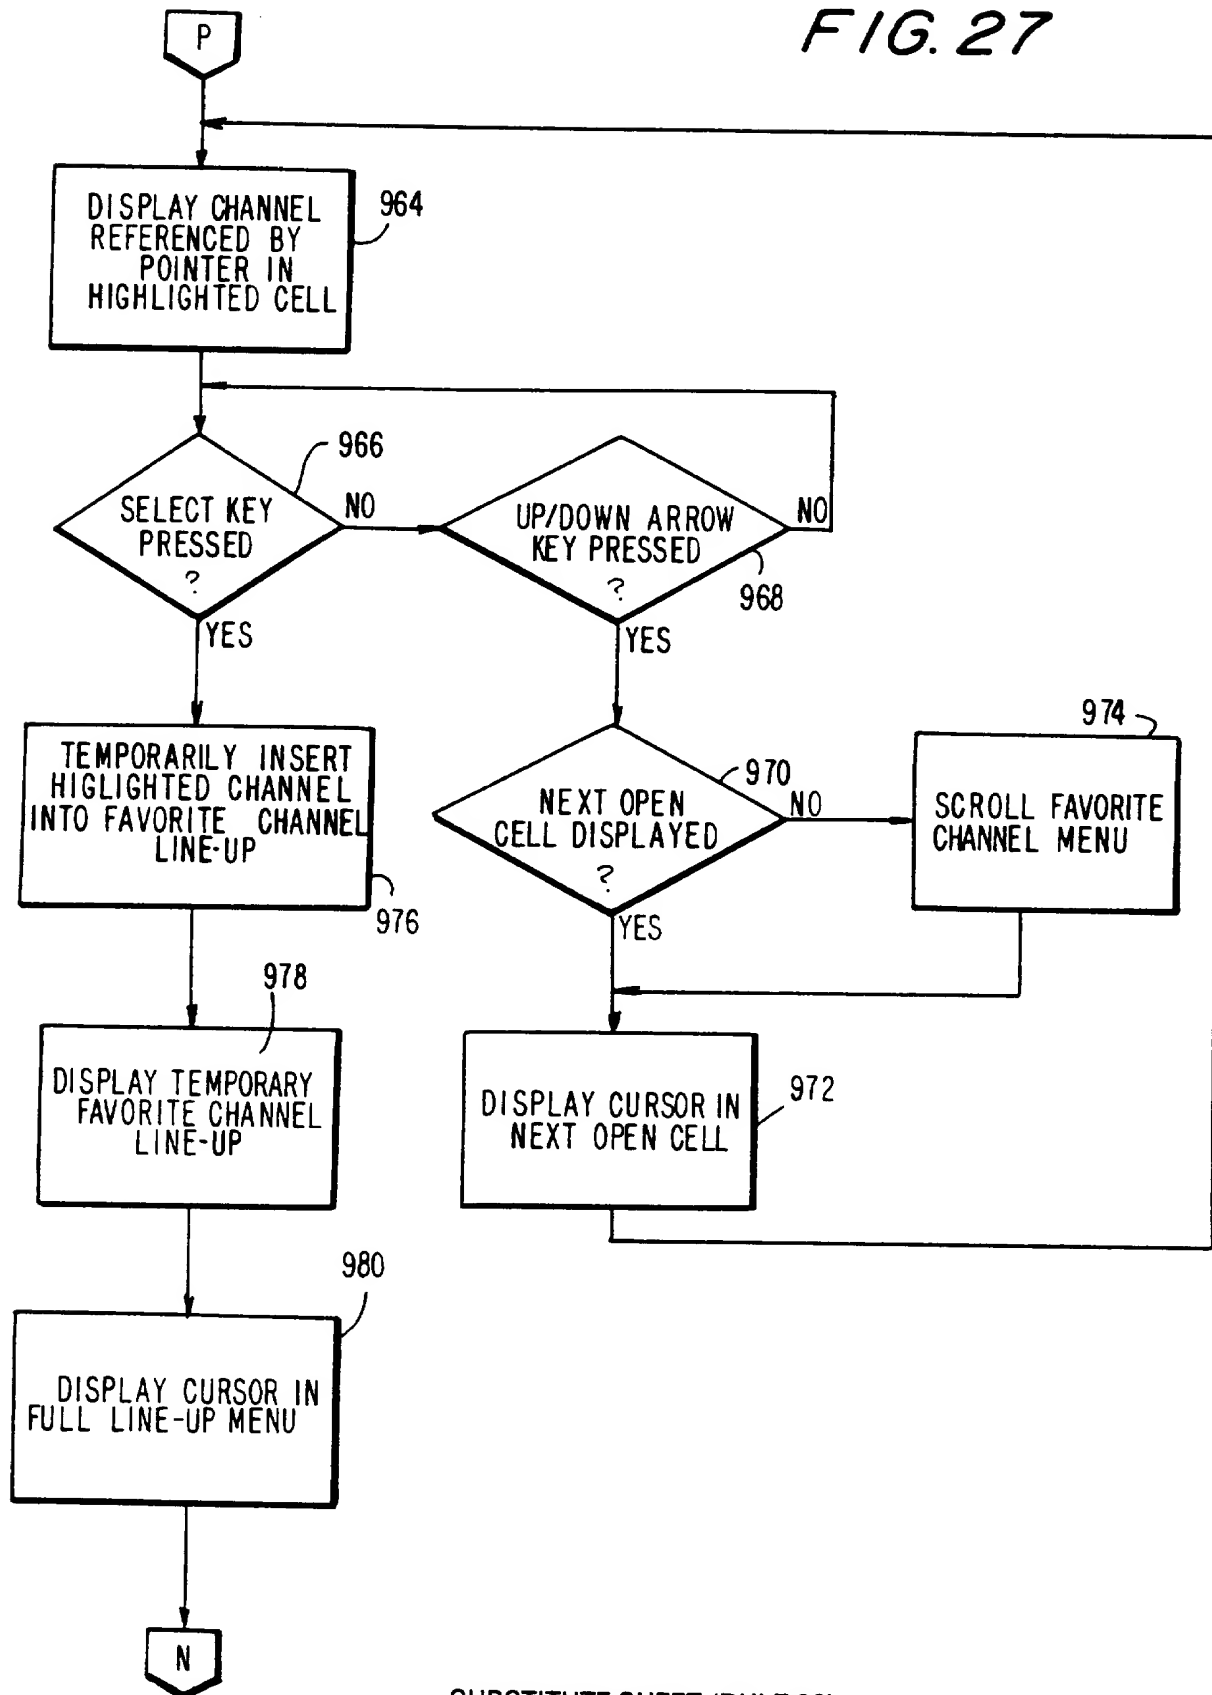 FIG. 27
P
DISPLAY CHANNEL
REFERENCED BY
POINTER IN
HIGHLIGHTED CELL
964
SELECT KEY
PRESSED
?
966
NO
YES
UP/DOWN ARROW
KEY PRESSED
?
968
NO
YES
NEXT OPEN
CELL DISPLAYED
?
970
NO
YES
SCROLL FAVORITE
CHANNEL MENU
974
DISPLAY CURSOR IN
NEXT OPEN CELL
972
TEMPORARILY INSERT
HIGLIGHTED CHANNEL
INTO FAVORITE CHANNEL
LINE-UP
976
DISPLAY TEMPORARY
FAVORITE CHANNEL
LINE-UP
978
DISPLAY CURSOR IN
FULL LINE-UP MENU
980
N